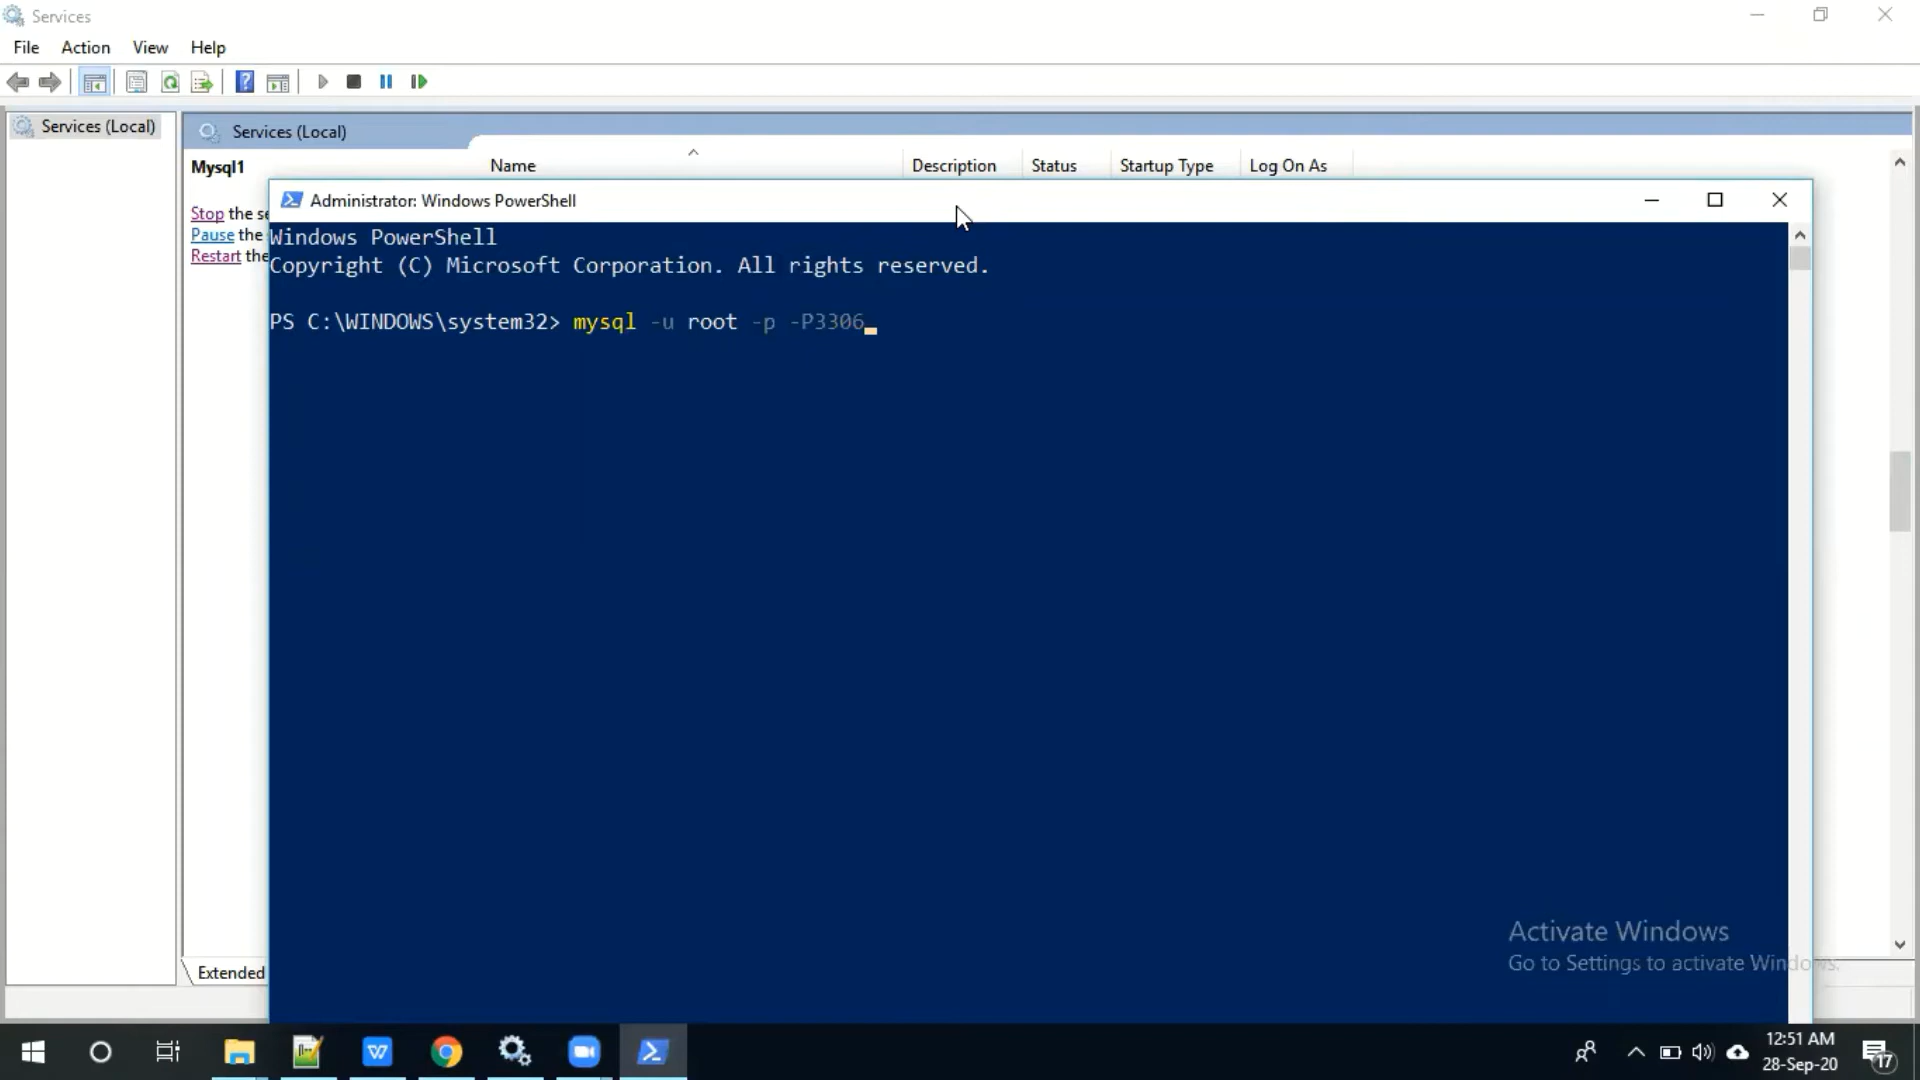 Services
File Action View Help
Services (Local)
Services (Local)
Mysql1
Name Description Status Startup Type Log On As
Stop the se
Pause the
Restart the
Administrator: Windows PowerShell
Windows PowerShell
Copyright (C) Microsoft Corporation. All rights reserved.
PS C:\WINDOWS\system32> mysql -u root -p -P3306
Activate Windows
Go to Settings to activate Windows.
Extended
12:51 AM
28-Sep-20
17